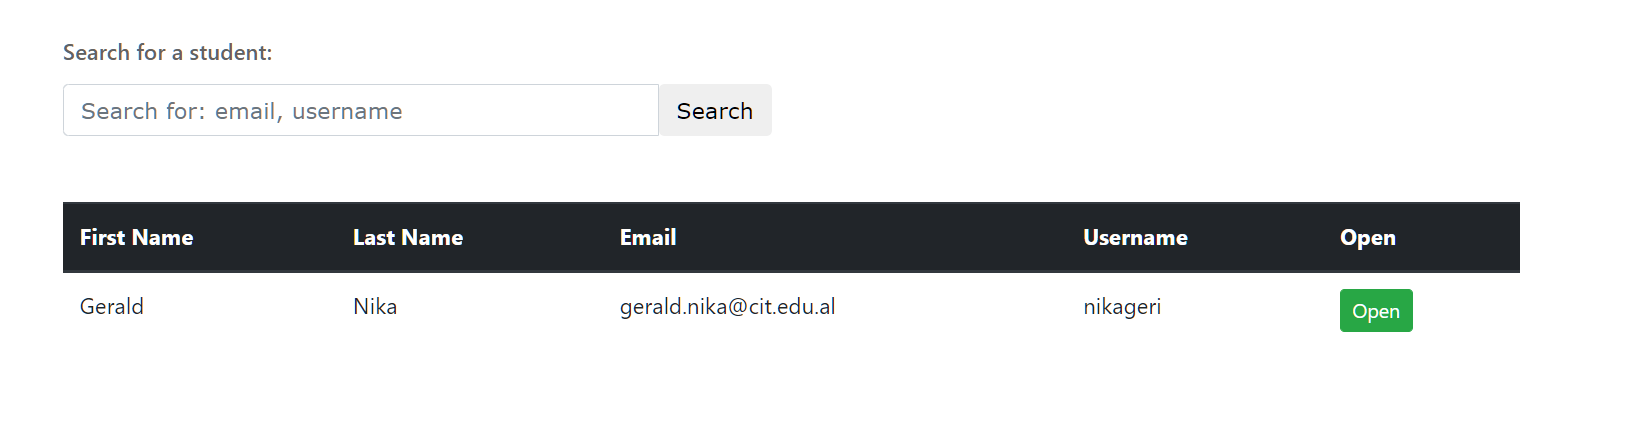 Search for a student:
Search for: email, username Search
First Name Last Name Email Username Open
Gerald Nika gerald.nika@cit.edu.al nikageri Open